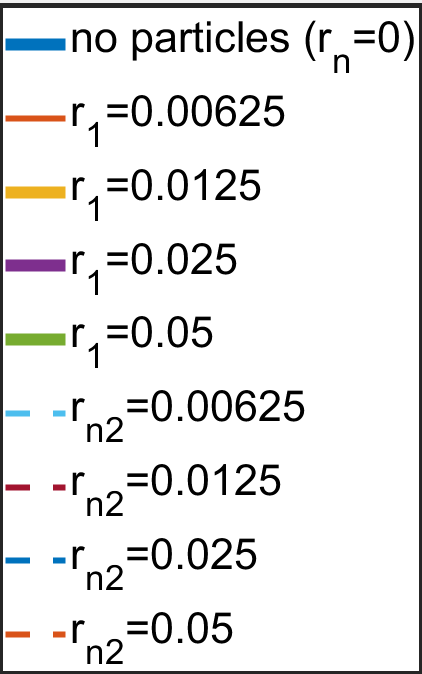 no particles (r_n=0)
r_1=0.00625
r_1=0.0125
r_1=0.025
r_1=0.05
r_n2=0.00625
r_n2=0.0125
r_n2=0.025
r_n2=0.05